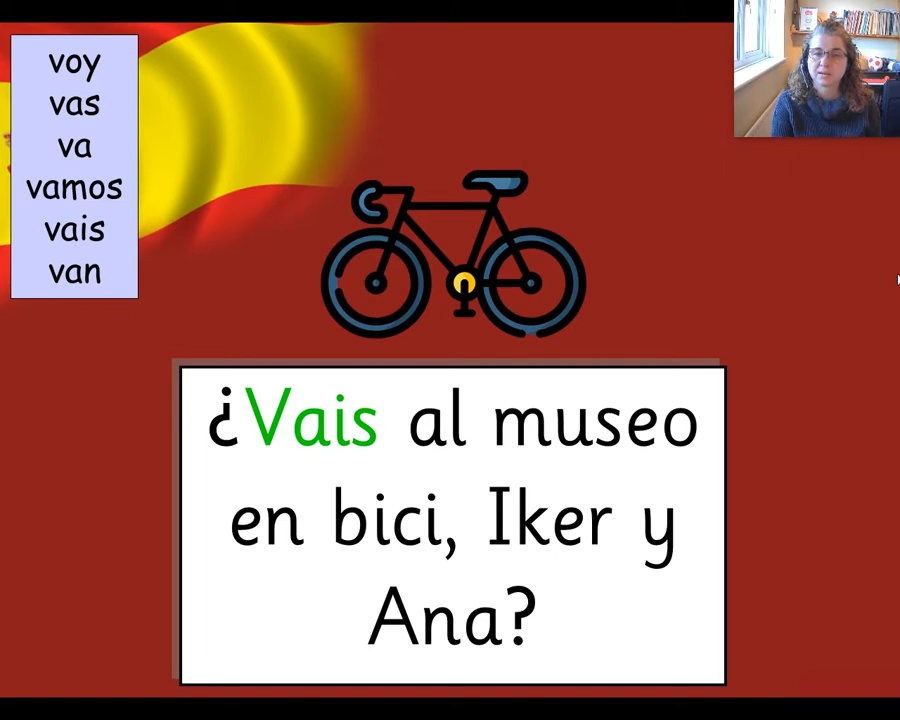 voy
vas
va
vamos
vais
van
¿Vais al museo
en bici, Iker y
Ana?